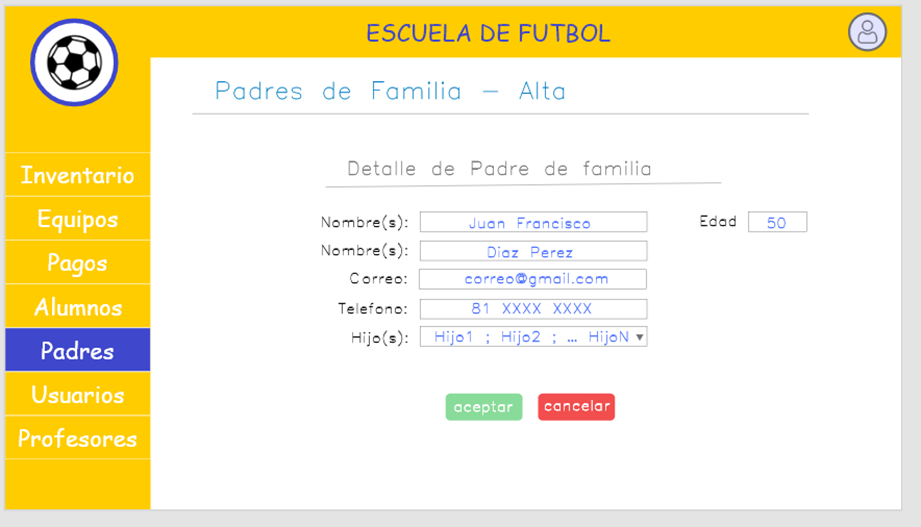 ESCUELA DE FUTBOL
Padres de Familia - Alta
Inventario
Equipos
Pagos
Alumnos
Padres
Usuarios
Profesores
Detalle de Padre de familia
Nombre(s): Juan Francisco Edad 50
Nombre(s): Diaz Perez
Correo: correo@gmail.com
Telefono: 81 XXXX XXXX
Hijo(s): Hijo1 ; Hijo2 ; ... HijoN
aceptar cancelar